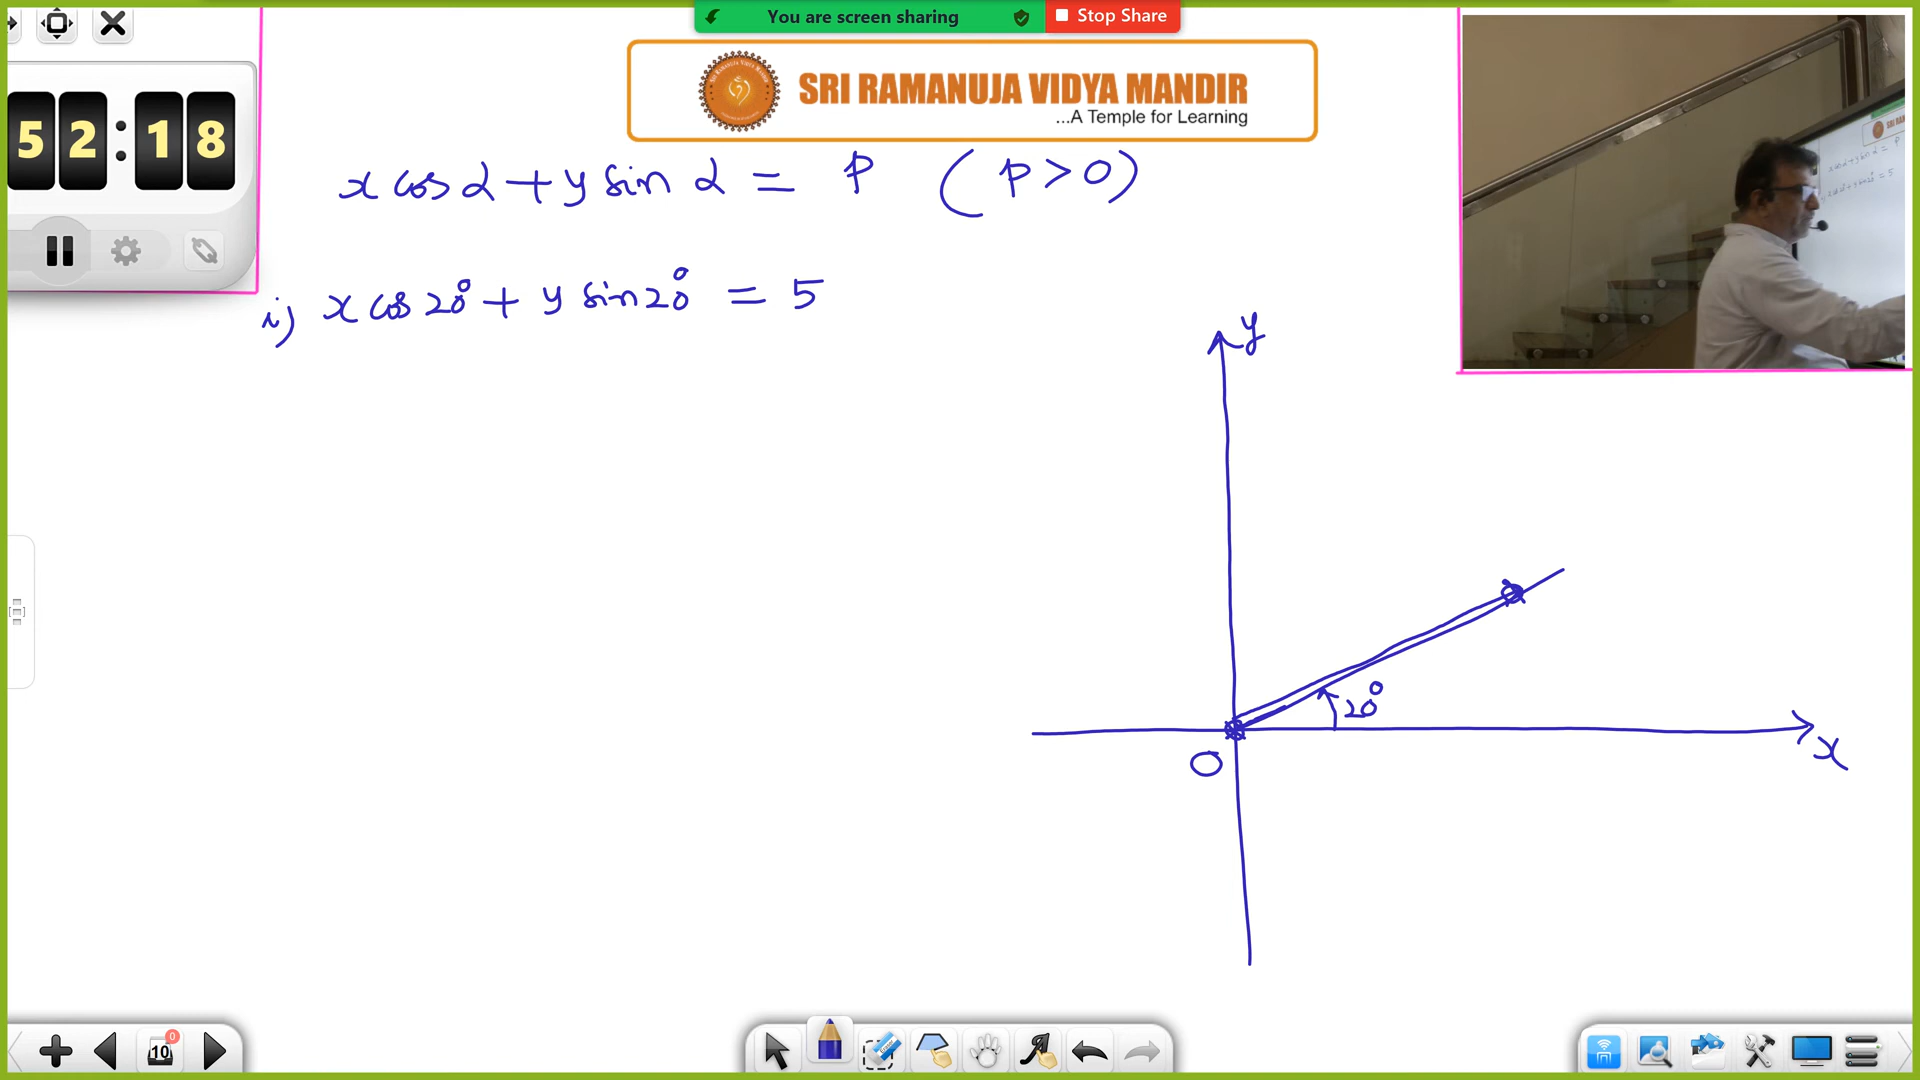 You are screen sharing
Stop Share
52:18
SRI RAMANUJA VIDYA MANDIR
...A Temple for Learning
x cos α + y sin α = p (p > 0)
i) x cos 20° + y sin 20° = 5
y
20°
O
x
10
0